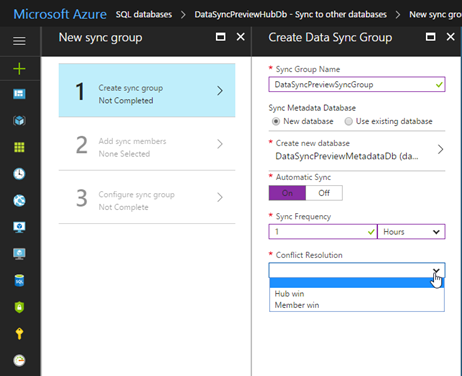 Microsoft Azure SQL databases > DataSyncPreviewHubDb - Sync to other databases > New sync gro
New sync group
Create Data Sync Group
1 Create sync group
Not Completed
2 Add sync members
None Selected
3 Configure sync group
Not Complete
* Sync Group Name
DataSyncPreviewSyncGroup
Sync Metadata Database
New database Use existing database
* Create new database
DataSyncPreviewMetadataDb (da...
* Automatic Sync
On Off
* Sync Frequency
1 Hours
* Conflict Resolution
Hub win
Member win